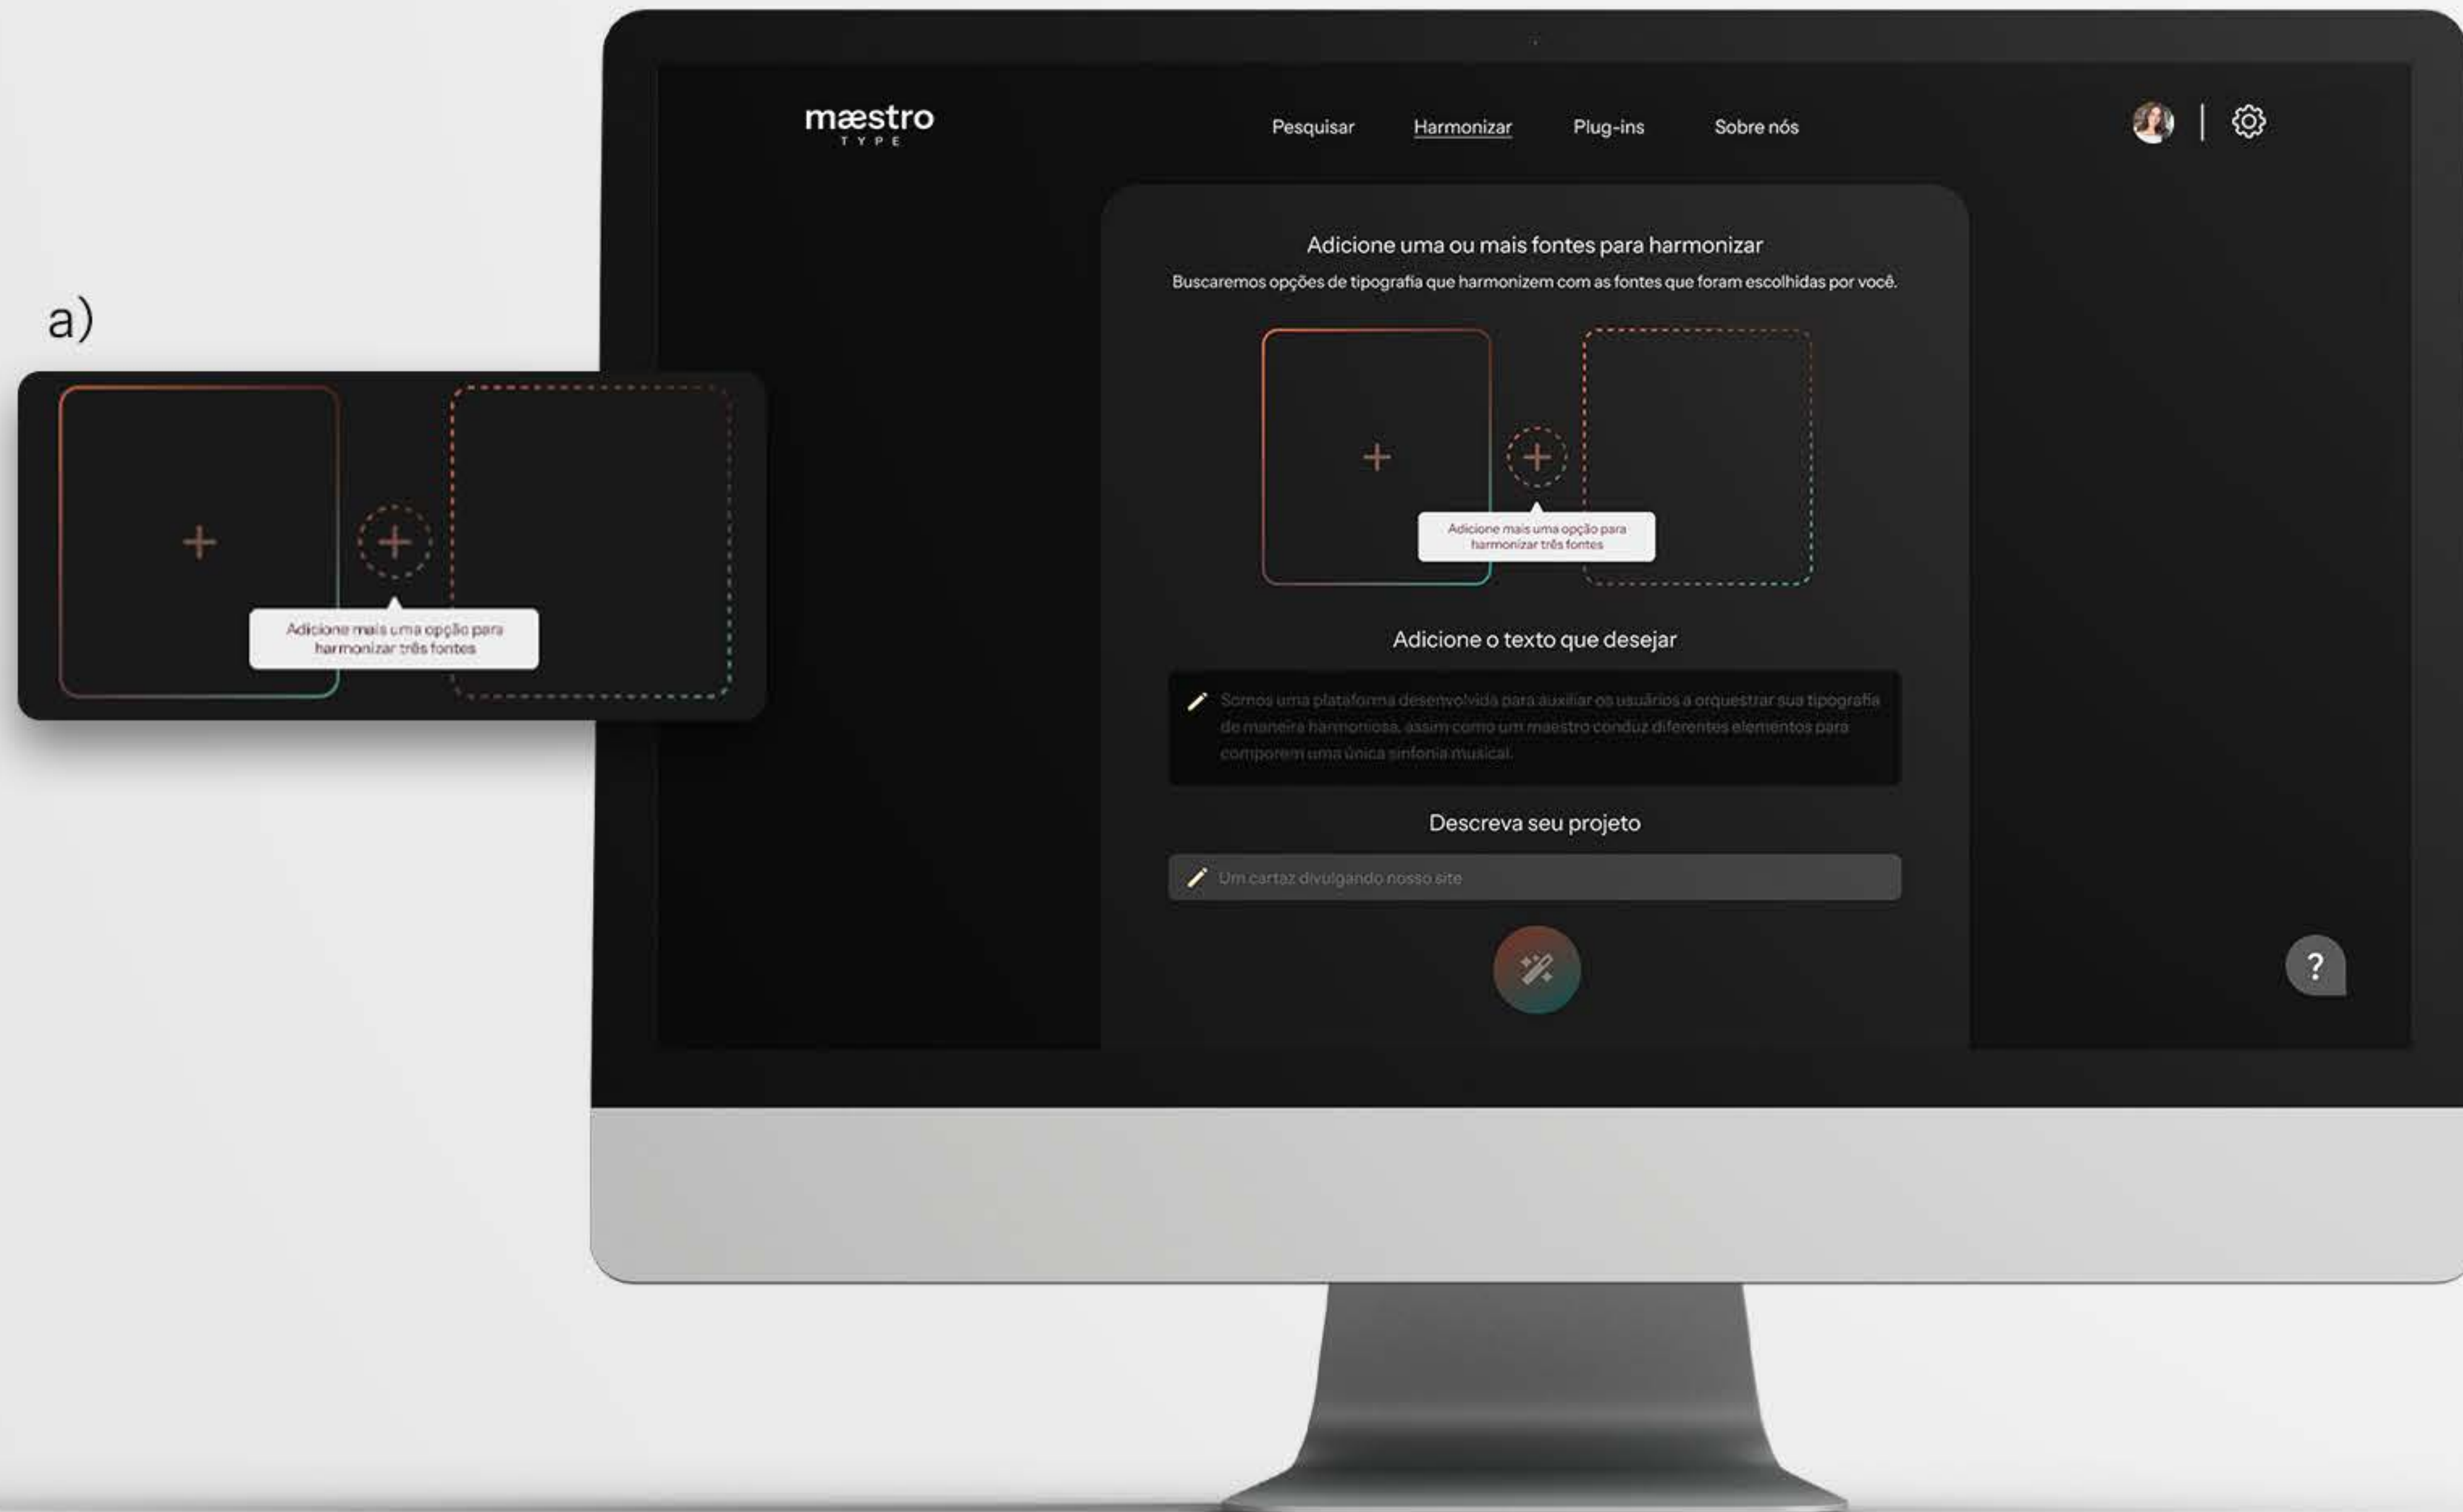 mæstro
TYPE
Pesquisar
Harmonizar
Plug-ins
Sobre nós
Adicione uma ou mais fontes para harmonizar
Buscaremos opções de tipografia que harmonizem com as fontes que foram escolhidas por você.
a)
Adicione mais uma opção para
harmonizar três fontes
Adicione mais uma opção para
harmonizar três fontes
Adicione o texto que desejar
Somos uma plataforma desenvolvida para auxiliar os usuários a orquestrar sua tipografia
de maneira harmoniosa, assim como um maestro conduz diferentes elementos para
comporem uma única sinfonia musical.
Descreva seu projeto
Um cartaz divulgando nosso site
?